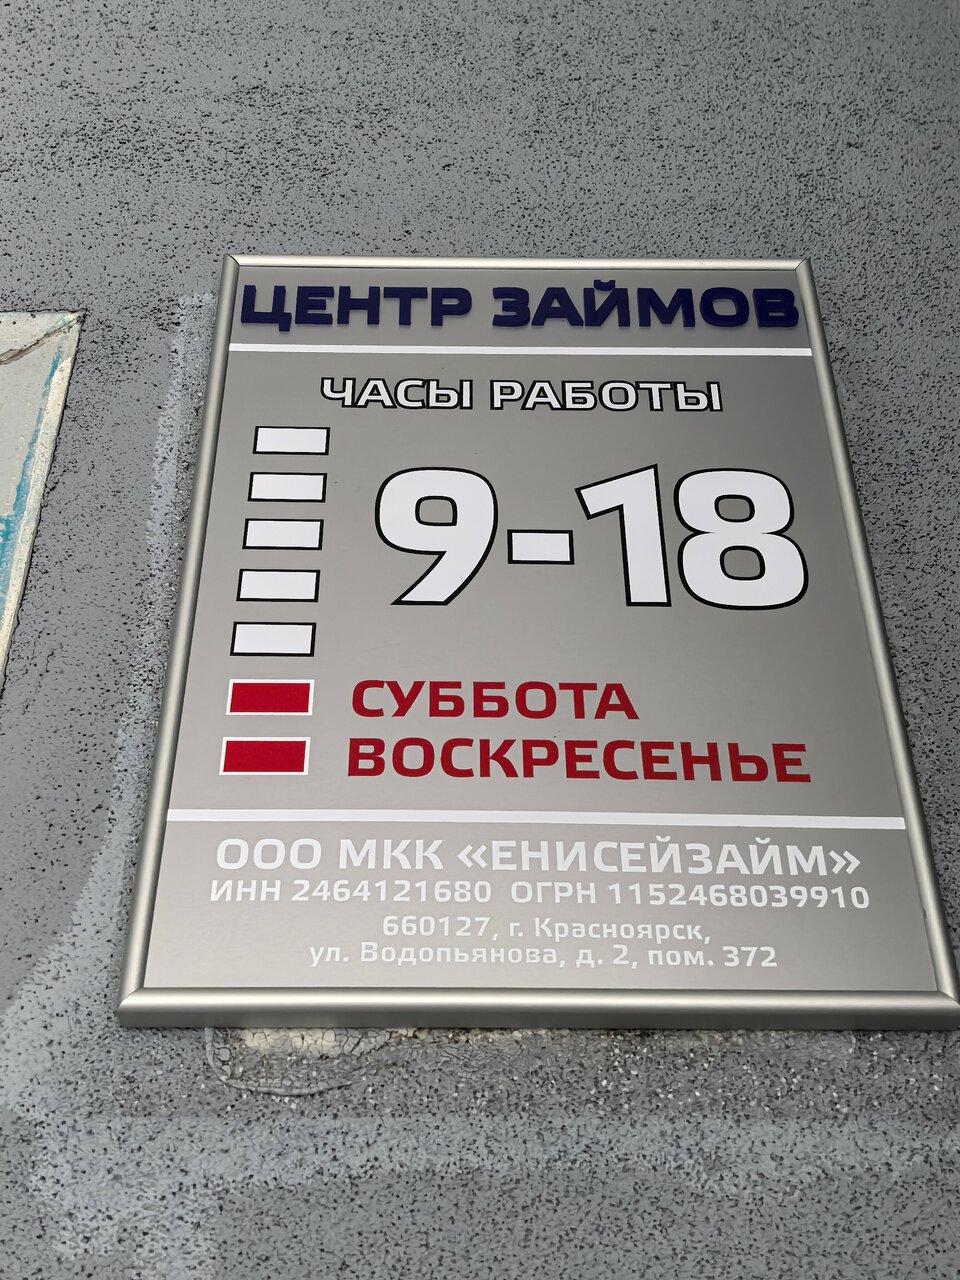 ЦЕНТР ЗАЙМОВ
ЧАСЫ РАБОТЫ
9-18
СУББОТА
ВОСКРЕСЕНЬЕ
ООО МКК «ЕНИСЕЙЗАЙМ»
ИНН 2464121680 ОГРН 1152468039910
660127, г. Красноярск,
ул. Водопьянова, д. 2, пом. 372